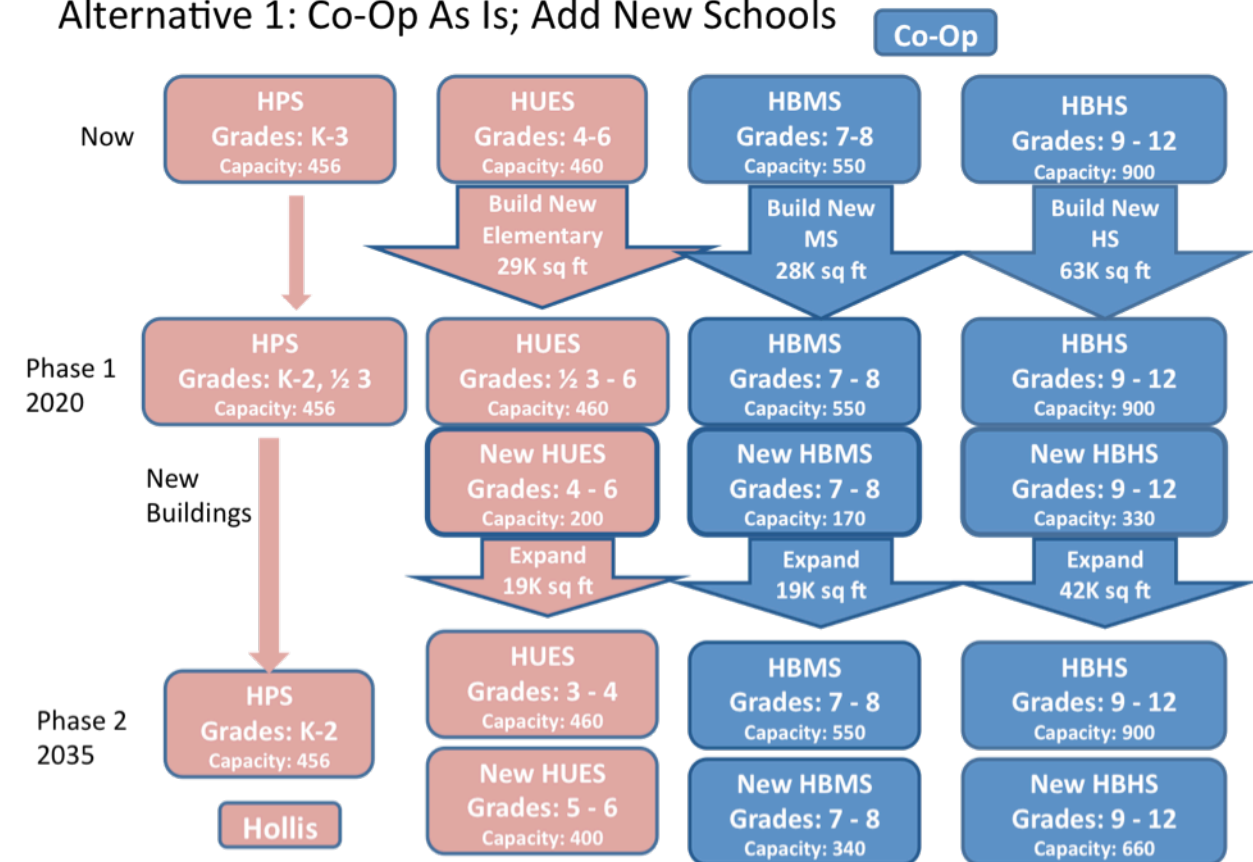 Alternative 1: Co-Op As Is; Add New Schools
Co-Op
Now
HPS
Grades: K-3
Capacity: 456
HUES
Grades: 4-6
Capacity: 460
HBMS
Grades: 7-8
Capacity: 550
HBHS
Grades: 9 - 12
Capacity: 900
Build New
Elementary
29K sq ft
Build New
MS
28K sq ft
Build New
HS
63K sq ft
Phase 1
2020
HPS
Grades: K-2, ½ 3
Capacity: 456
HUES
Grades: ½ 3 - 6
Capacity: 460
HBMS
Grades: 7 - 8
Capacity: 550
HBHS
Grades: 9 - 12
Capacity: 900
New
Buildings
New HUES
Grades: 4 - 6
Capacity: 200
New HBMS
Grades: 7 - 8
Capacity: 170
New HBHS
Grades: 9 - 12
Capacity: 330
Expand
19K sq ft
Expand
19K sq ft
Expand
42K sq ft
Phase 2
2035
HPS
Grades: K-2
Capacity: 456
HUES
Grades: 3 - 4
Capacity: 460
HBMS
Grades: 7 - 8
Capacity: 550
HBHS
Grades: 9 - 12
Capacity: 900
Hollis
New HUES
Grades: 5 - 6
Capacity: 400
New HBMS
Grades: 7 - 8
Capacity: 340
New HBHS
Grades: 9 - 12
Capacity: 660